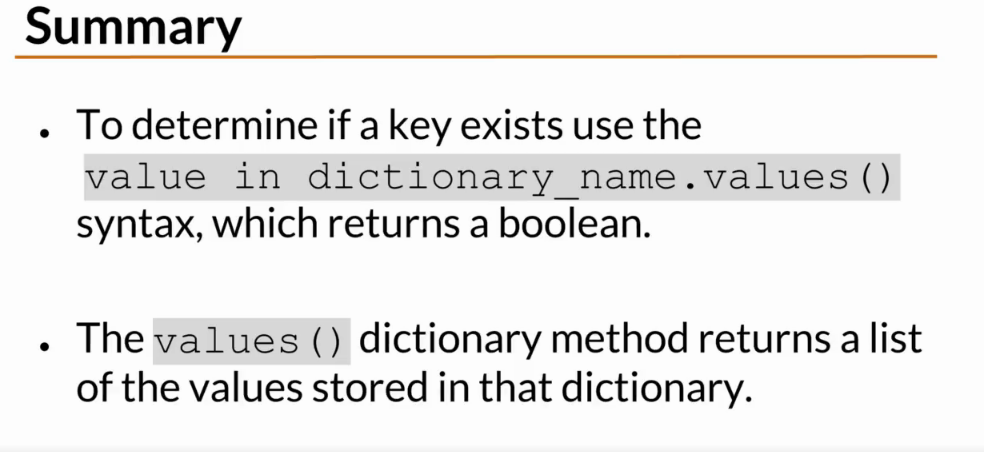 Summary
• To determine if a key exists use the
value in dictionary_name.values()
syntax, which returns a boolean.
• The values() dictionary method returns a list
of the values stored in that dictionary.